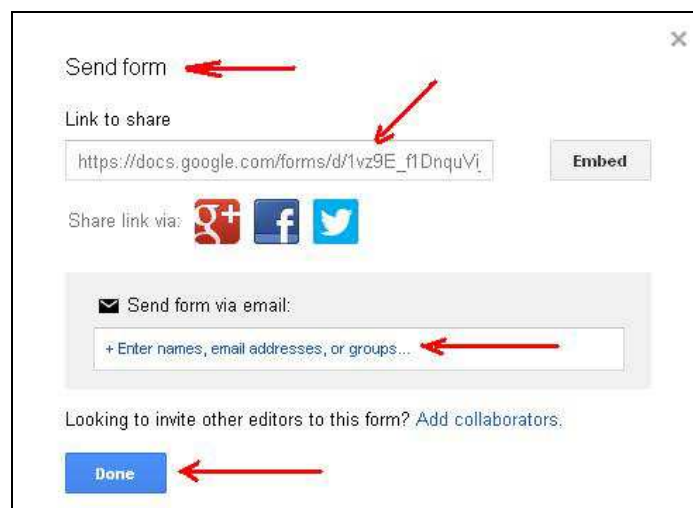 Send form
Link to share
https://docs.google.com/forms/d/1vz9E_f1DnquVi
Embed
Share link via: g+ f
Send form via email:
+ Enter names, email addresses, or groups...
Looking to invite other editors to this form? Add collaborators.
Done